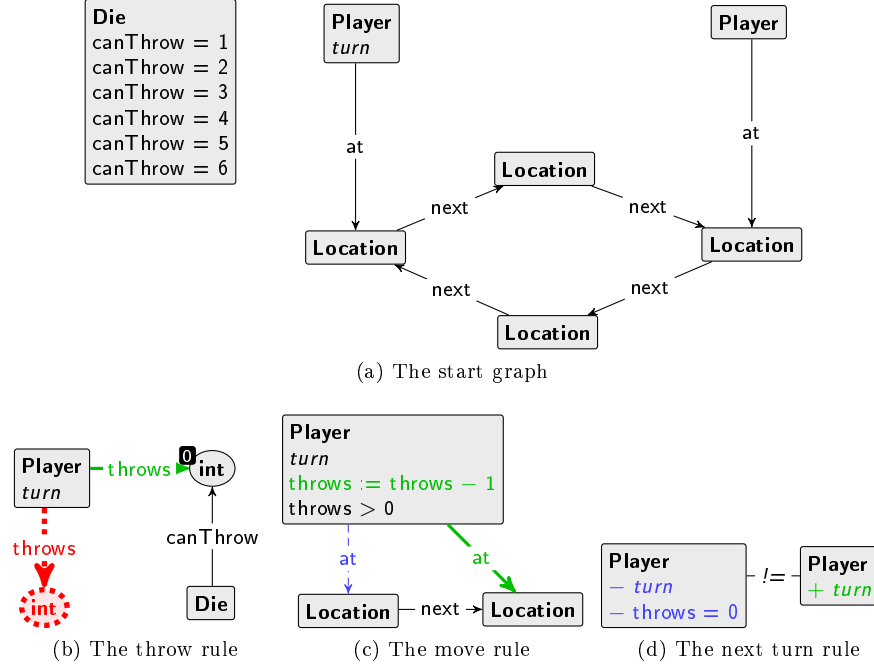 Die
canThrow = 1
canThrow = 2
canThrow = 3
canThrow = 4
canThrow = 5
canThrow = 6
Player
turn
Player
at
at
Location
next
next
Location
Location
next
next
Location
(a) The start graph
Player
turn
throws
0
int
throws
canThrow
int
Die
(b) The throw rule
Player
turn
throws := throws − 1
throws > 0
at
at
Location
next
Location
(c) The move rule
Player
− turn
− throws = 0
!=
Player
+ turn
(d) The next turn rule